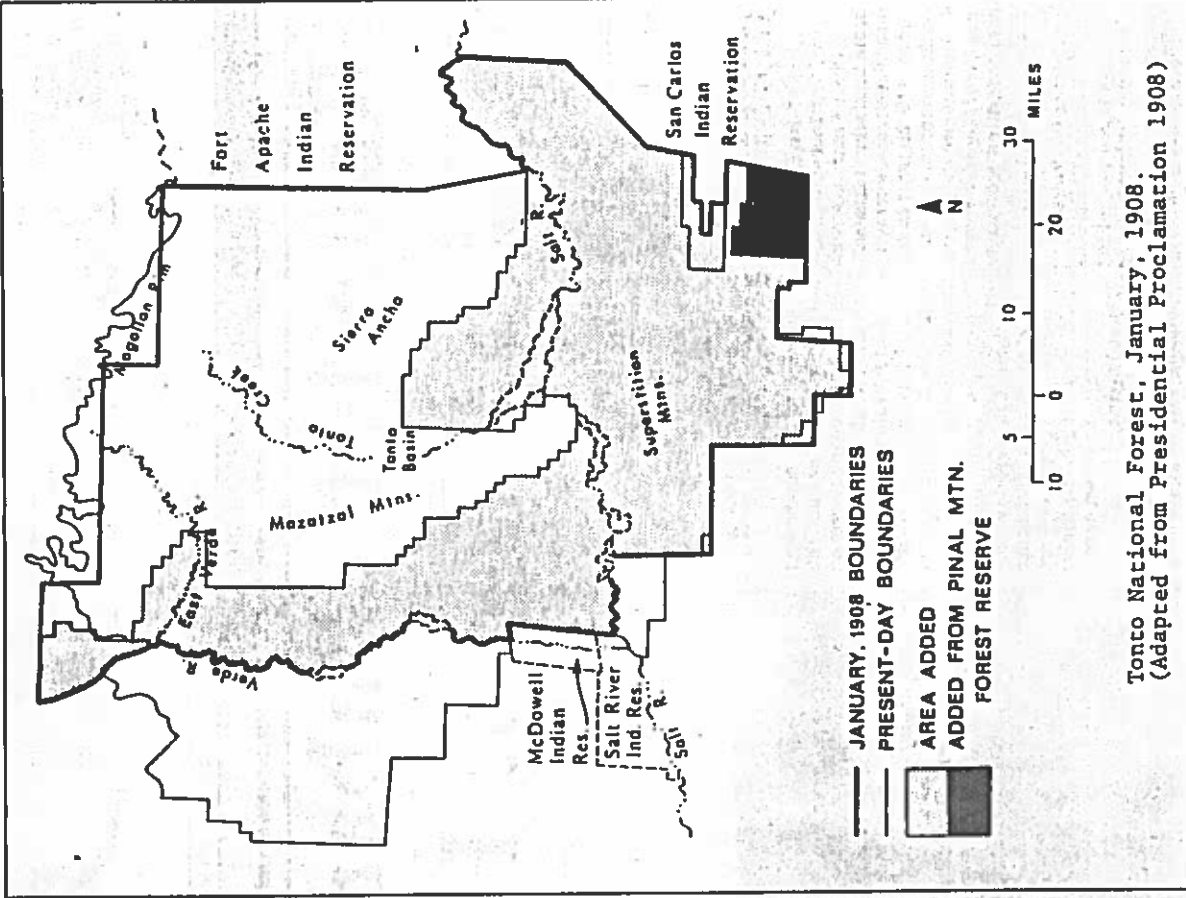 Mogollon Rim
Fort
Apache
Indian
Reservation
Creek
Tonto
Sierra
Ancha
Tonto
Basin
Salt R.
East Verde R.
Mazatzal Mtns.
Verde R.
Superstition
Mtns.
San Carlos
Indian
Reservation
McDowell
Indian
Res.
Salt River
Ind. Res.
Salt R.
JANUARY, 1908 BOUNDARIES
PRESENT-DAY BOUNDARIES
AREA ADDED
ADDED FROM PINAL MTN.
FOREST RESERVE
N
10 5 0 10 20 30
MILES
Tonto National Forest, January, 1908.
(Adapted from Presidential Proclamation 1908)